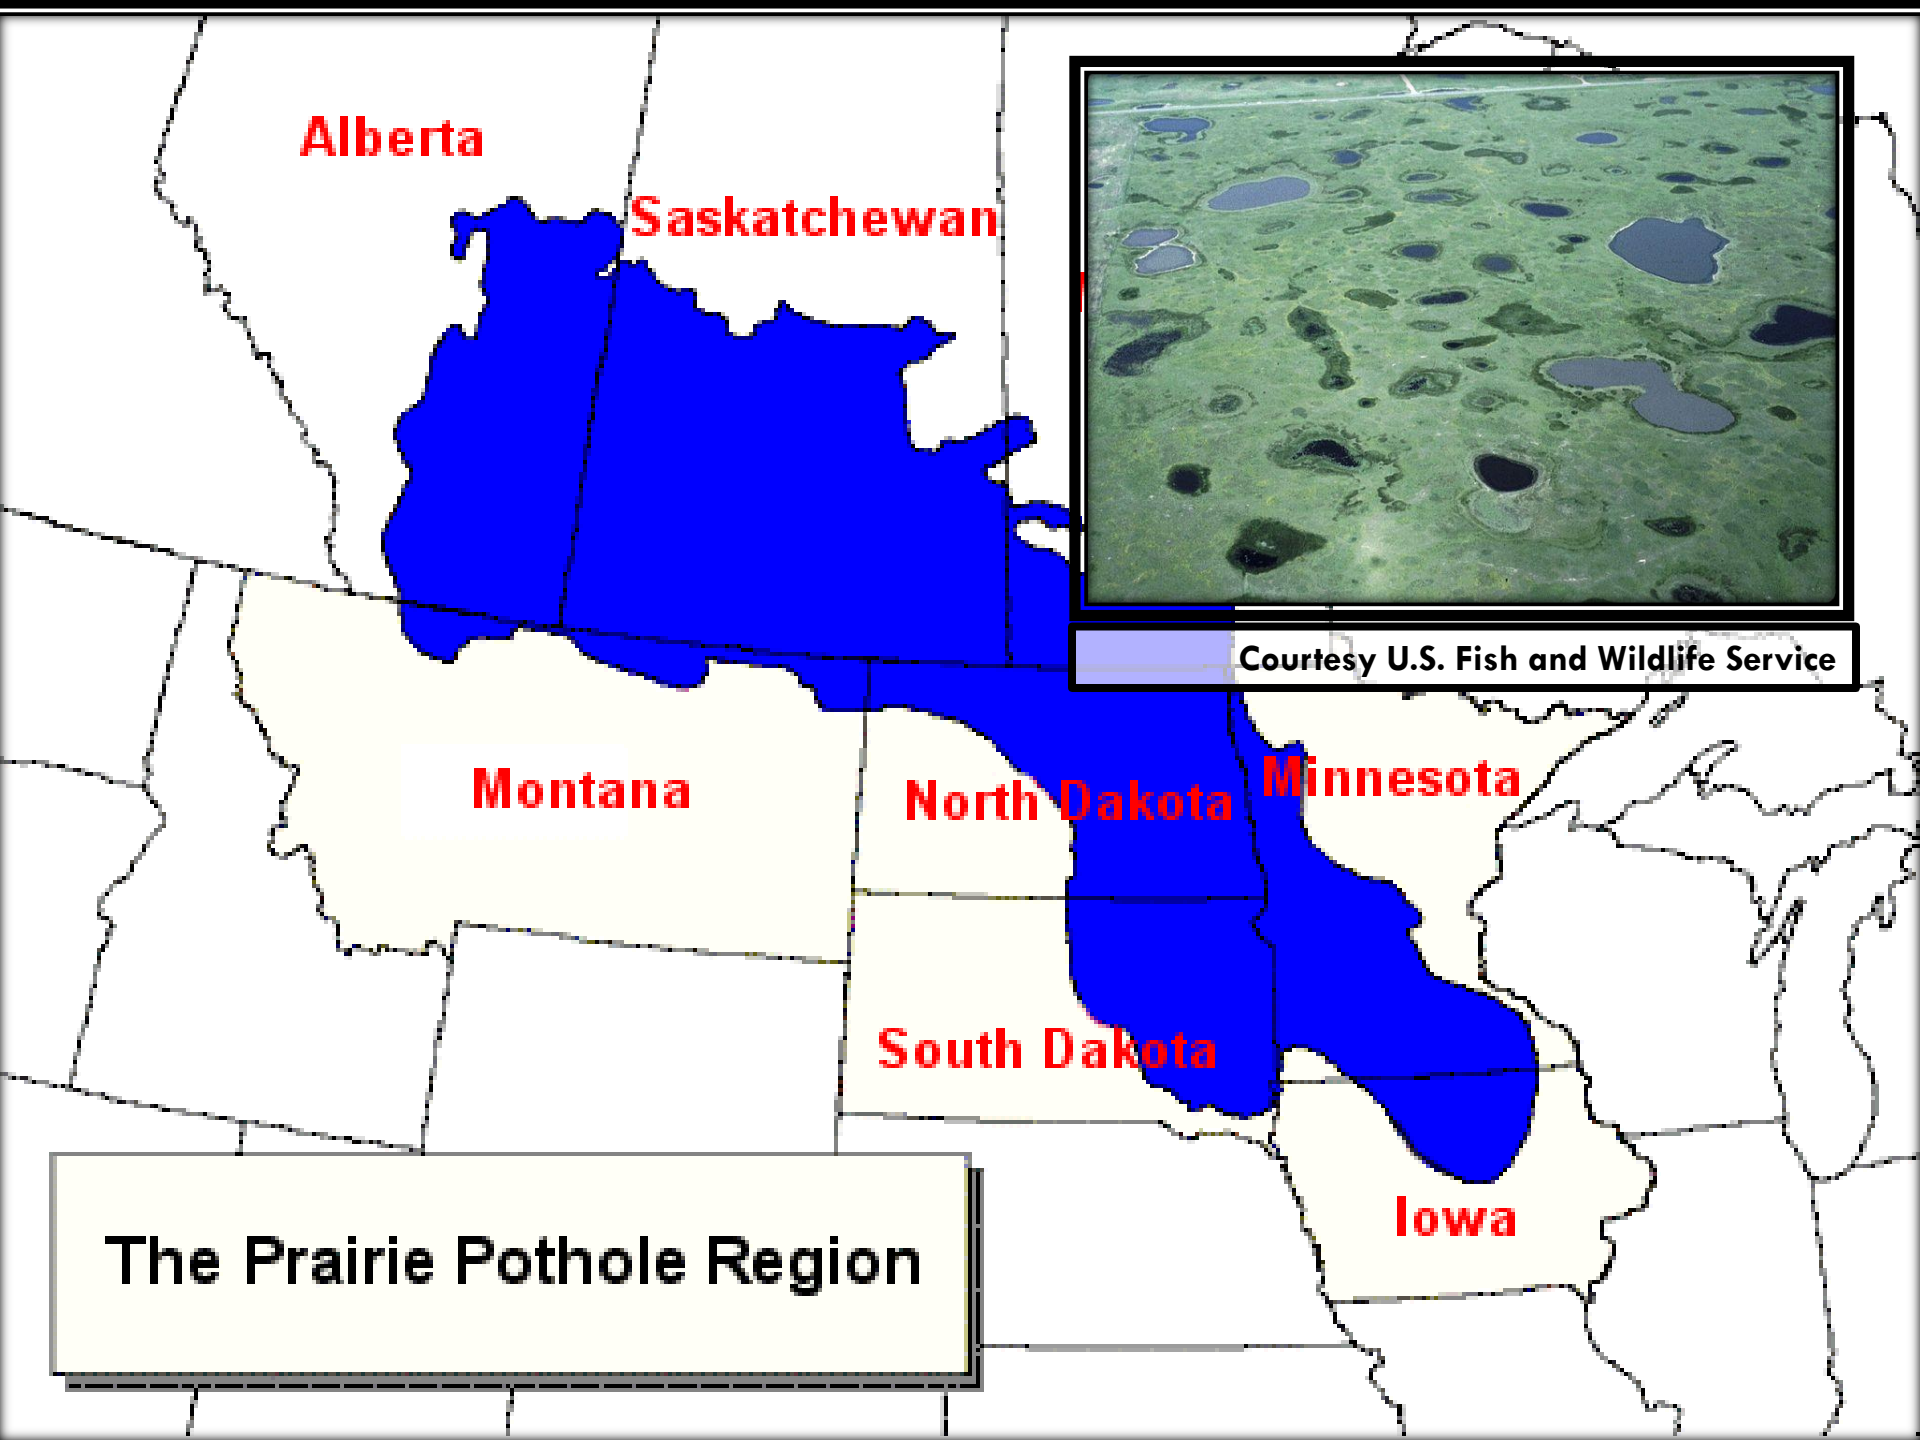 Alberta
Saskatchewan
Courtesy U.S. Fish and Wildlife Service
Montana
North Dakota
Minnesota
South Dakota
Iowa
The Prairie Pothole Region